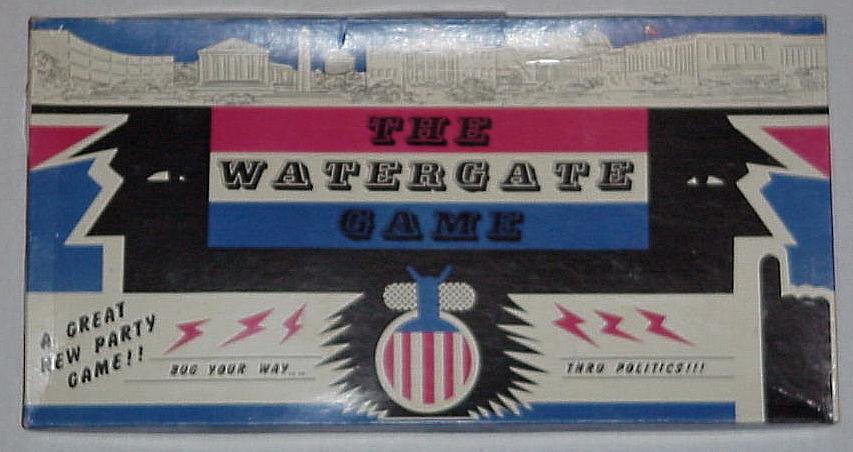 THE
WATERGATE
GAME
A GREAT
NEW PARTY
GAME!!
BUG YOUR WAY...
THRU POLITICS!!!